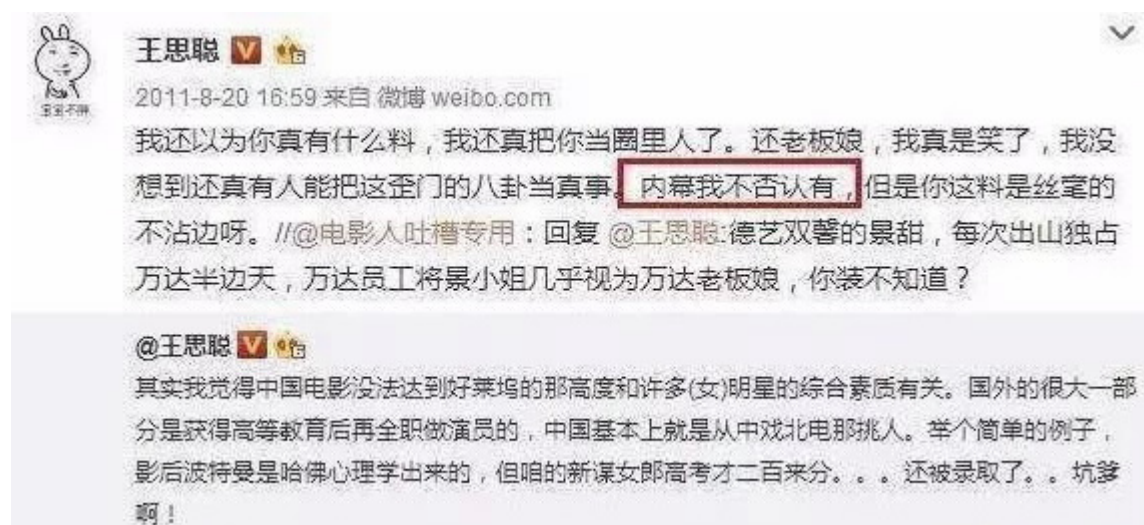 王思聪
2011-8-20 16:59 来自 微博 weibo.com
我还以为你真有什么料，我还真把你当圈里人了。还老板娘，我真是笑了，我没
想到还真有人能把这歪门的八卦当真事。内幕我不否认有，但是你这料是丝毫的
不沾边呀。//@电影人吐槽专用：回复 @王思聪:德艺双馨的景甜，每次出山独占
万达半边天，万达员工将景小姐几乎视为万达老板娘，你装不知道？
@王思聪
其实我觉得中国电影没法达到好莱坞的那高度和许多(女)明星的综合素质有关。国外的很大一部
分是获得高等教育后再全职做演员的，中国基本上就是从中戏北电那挑人。举个简单的例子，
影后波特曼是哈佛心理学出来的，但咱的新谋女郎高考才二百来分。。。还被录取了。。坑爹
啊！